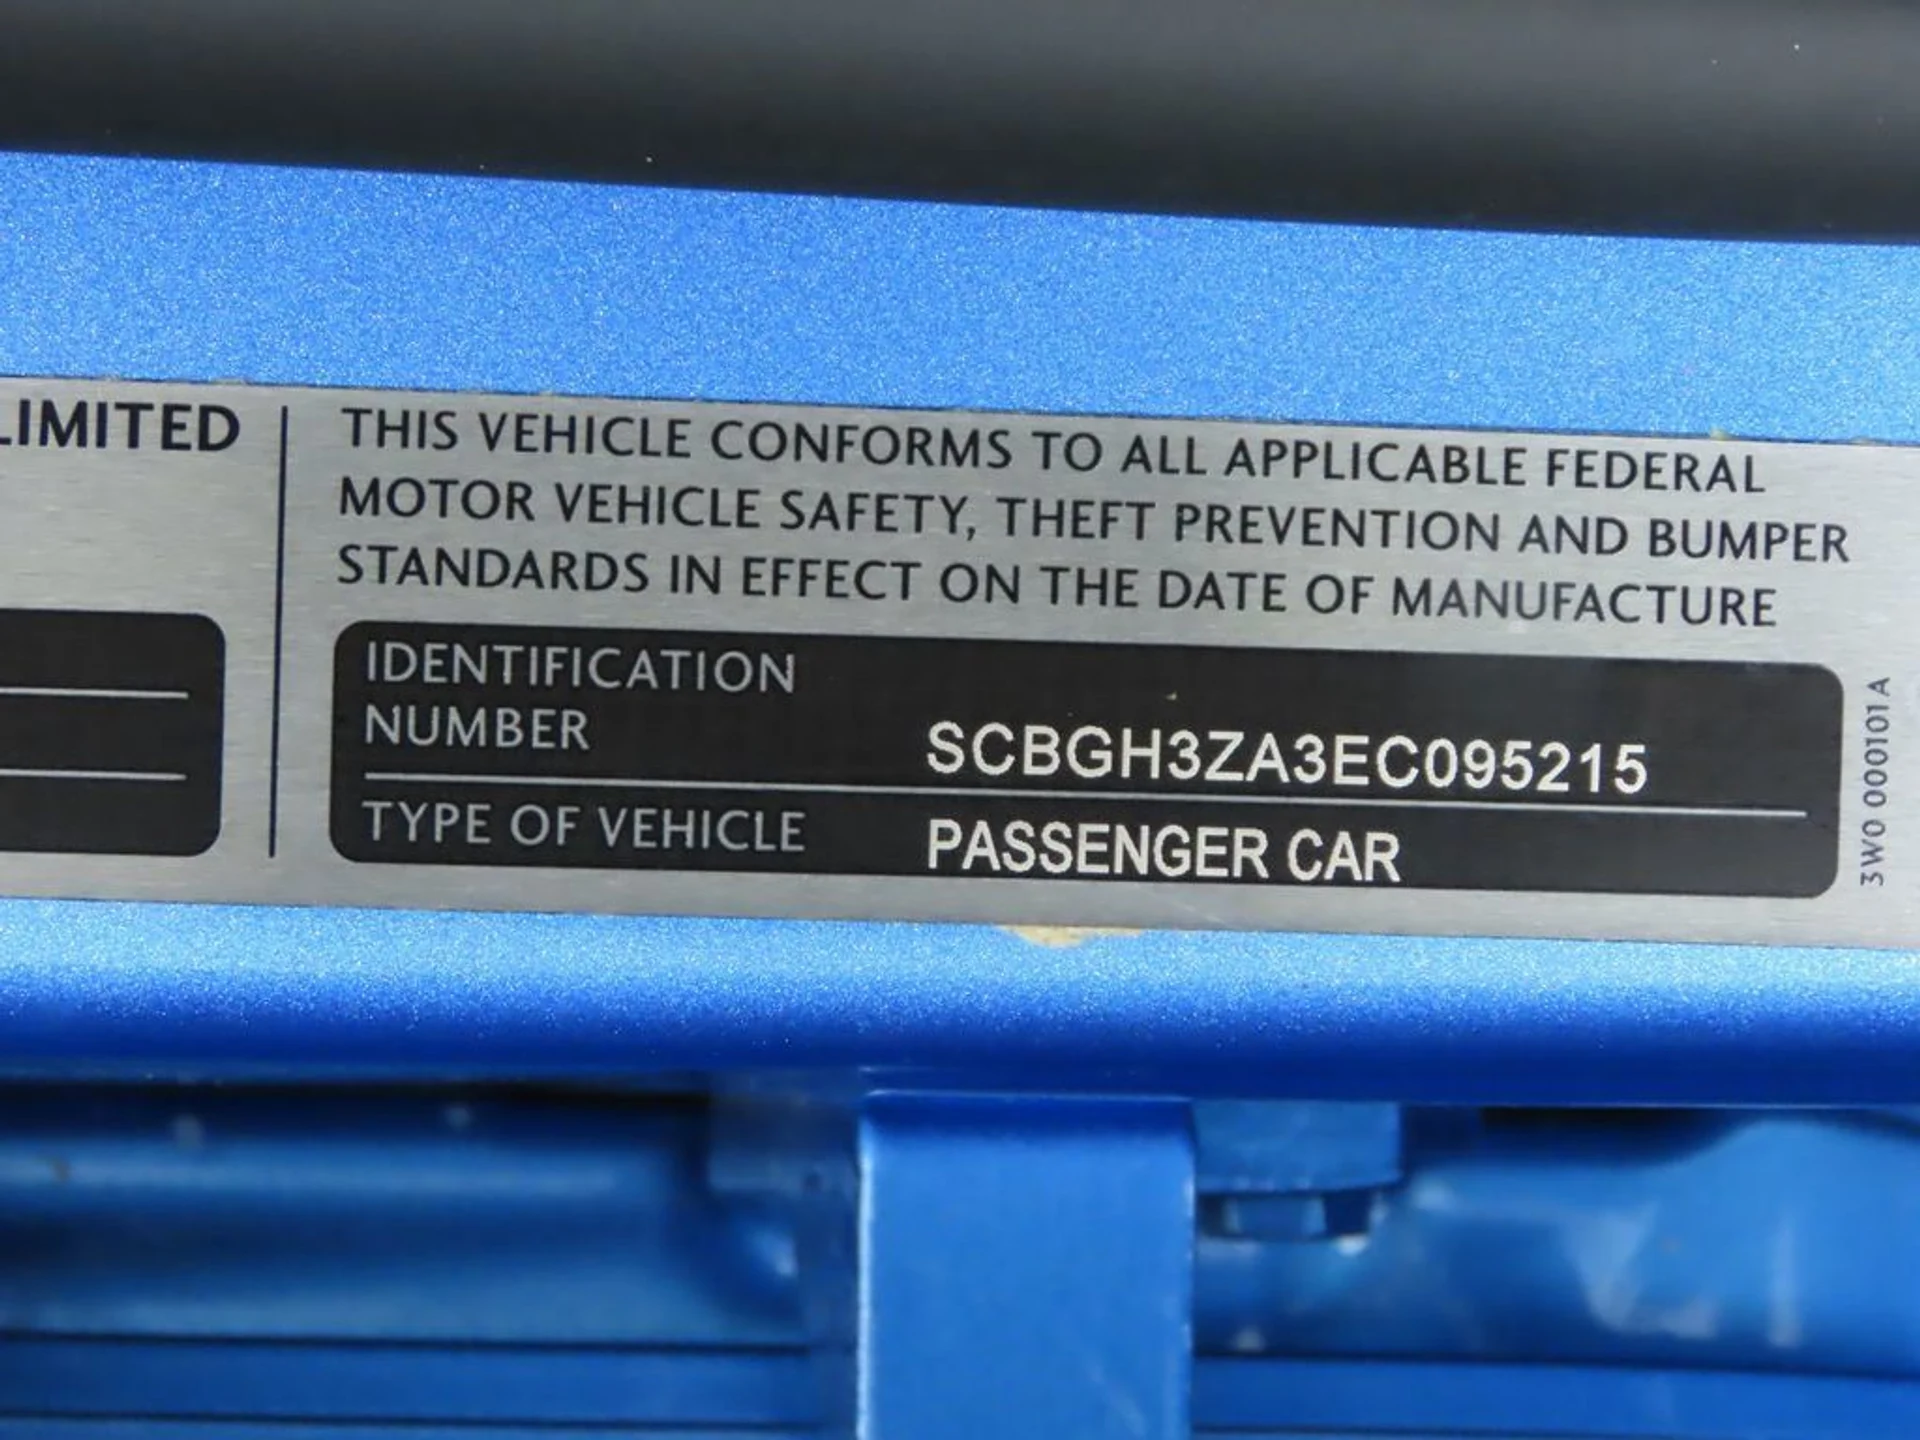 LIMITED
THIS VEHICLE CONFORMS TO ALL APPLICABLE FEDERAL
MOTOR VEHICLE SAFETY, THEFT PREVENTION AND BUMPER
STANDARDS IN EFFECT ON THE DATE OF MANUFACTURE
IDENTIFICATION
NUMBER SCBGH3ZA3EC095215
TYPE OF VEHICLE PASSENGER CAR
3W0 000101 A